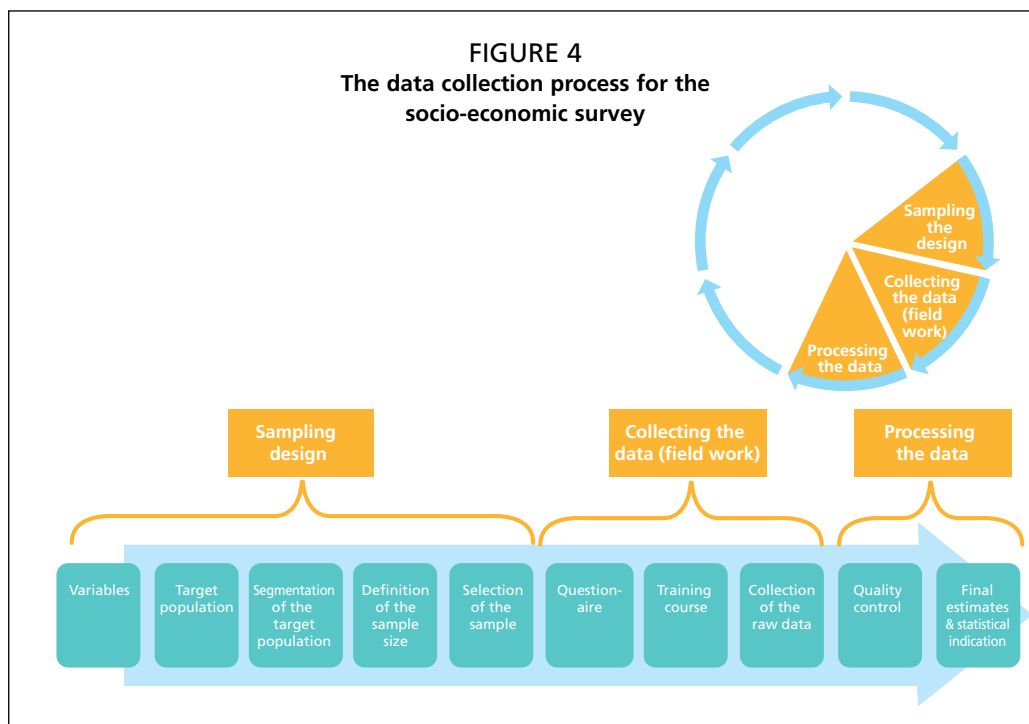 FIGURE 4
The data collection process for the
socio-economic survey
Sampling
the
design
Collecting
the data
(field
work)
Processing
the data
Sampling
design
Collecting the
data (field work)
Processing
the data
Variables
Target
population
Segmentation
of the
target
population
Definition
of the
sample
size
Selection
of the
sample
Question-
aire
Training
course
Collection
of the
raw data
Quality
control
Final
estimates
& statistical
indication